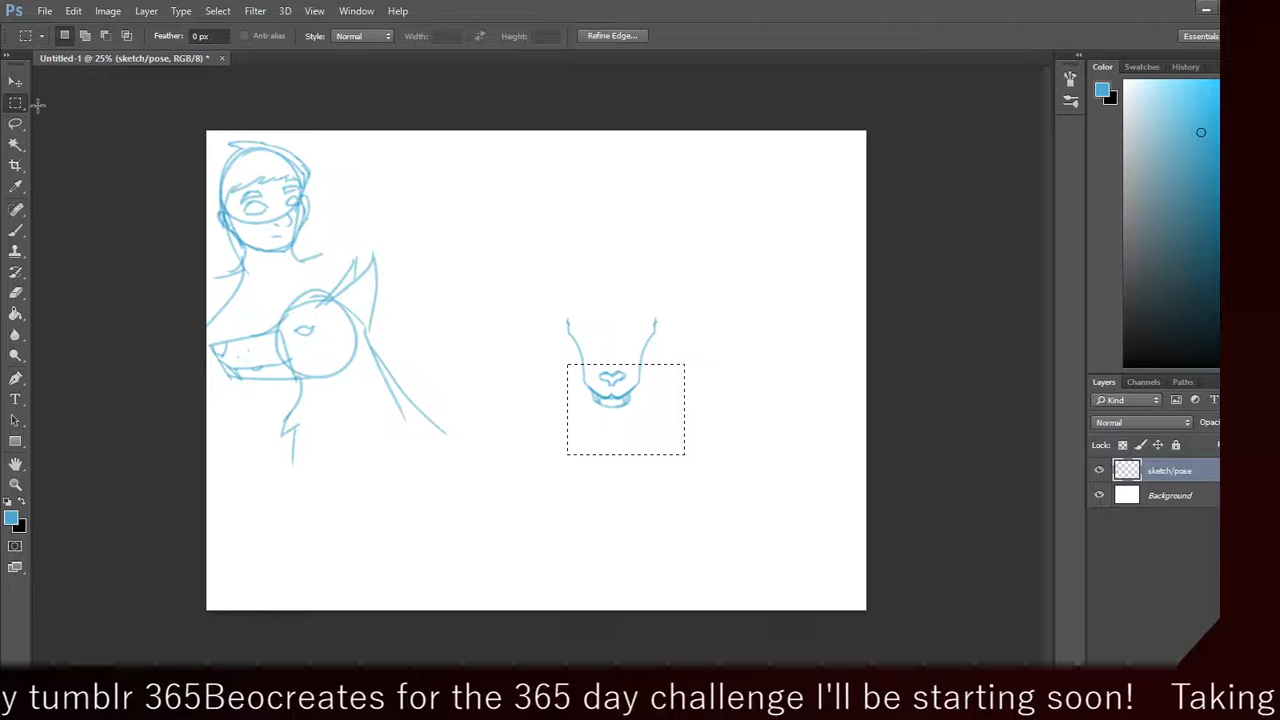 Ps File Edit Image Layer Type Select Filter 3D View Window Help
Feather: 0 px Anti-alias Style: Normal Width: Height: Refine Edge... Essentials
Untitled-1 @ 25% (sketch/pose, RGB/8) * x
Color Swatches History
Layers Channels Paths
Kind
Normal Opac
Lock:
sketch/pose
Background
y tumblr 365Beocreates for the 365 day challenge I'll be starting soon! Taking